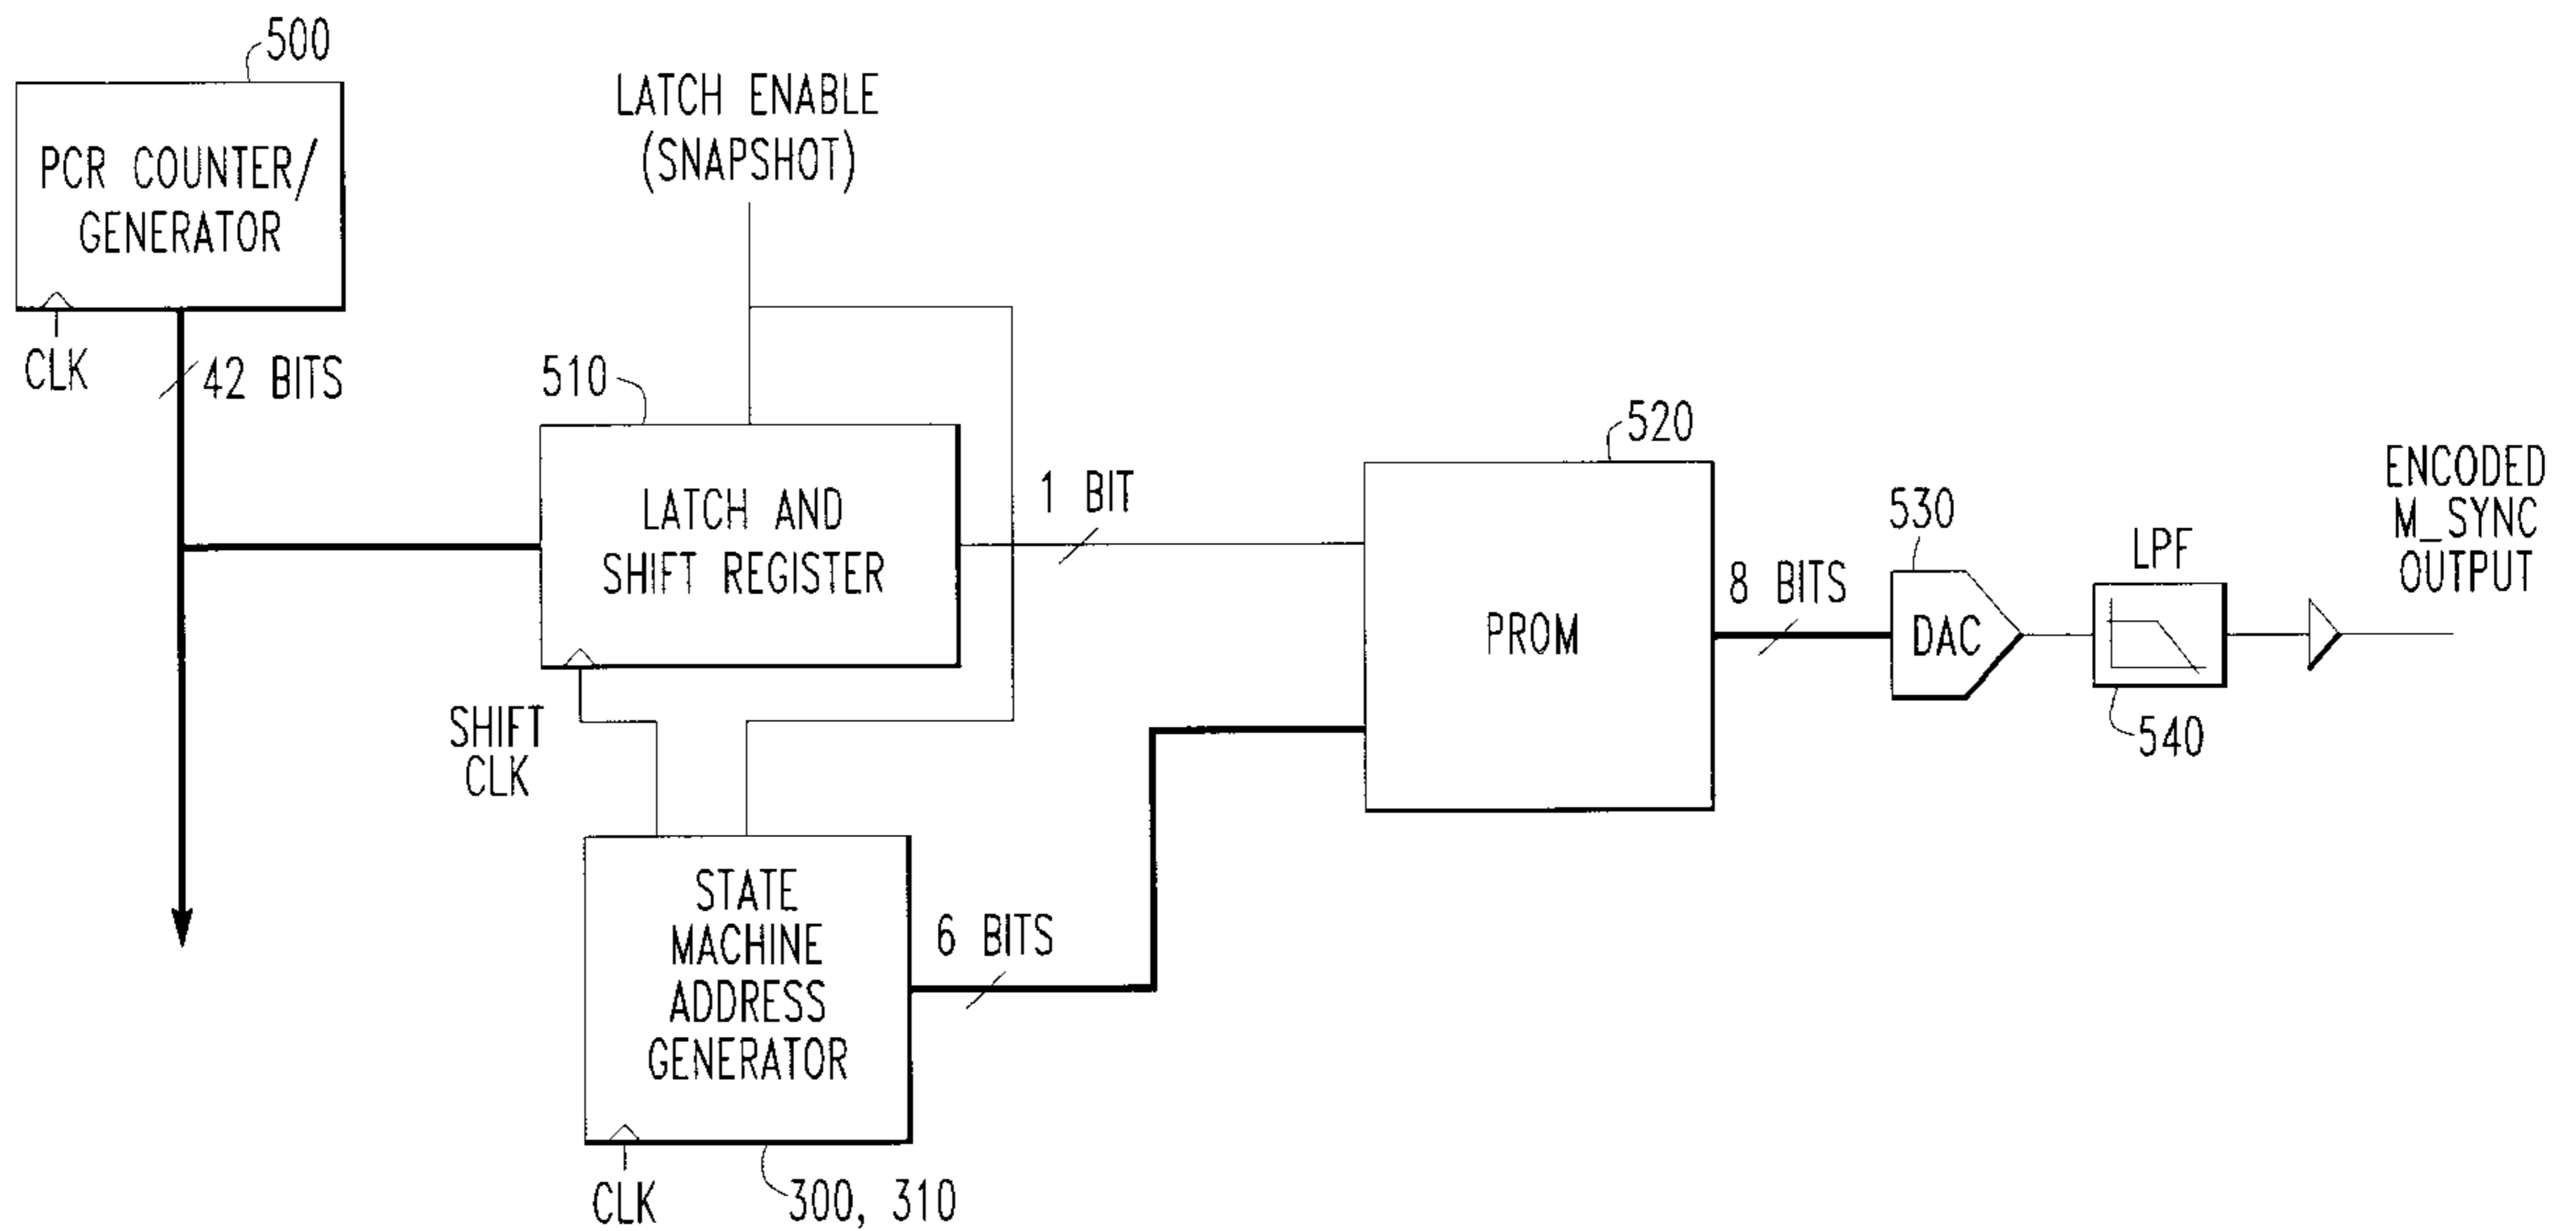 500
PCR COUNTER/
GENERATOR
CLK
42 BITS
LATCH ENABLE
(SNAPSHOT)
510
LATCH AND
SHIFT REGISTER
1 BIT
SHIFT
CLK
STATE
MACHINE
ADDRESS
GENERATOR
6 BITS
CLK
300, 310
520
PROM
8 BITS
530
DAC
LPF
540
ENCODED
M_SYNC
OUTPUT